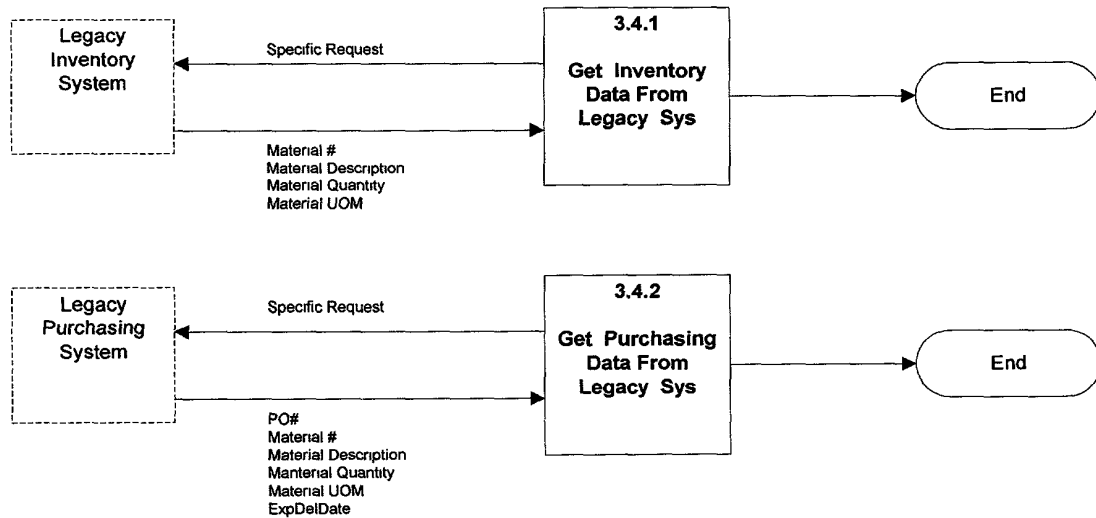 Legacy
Inventory
System
Specific Request
Material #
Material Description
Material Quantity
Material UOM
3.4.1
Get Inventory
Data From
Legacy Sys
End
Legacy
Purchasing
System
Specific Request
PO#
Material #
Material Description
Manterial Quantity
Material UOM
ExpDelDate
3.4.2
Get Purchasing
Data From
Legacy Sys
End